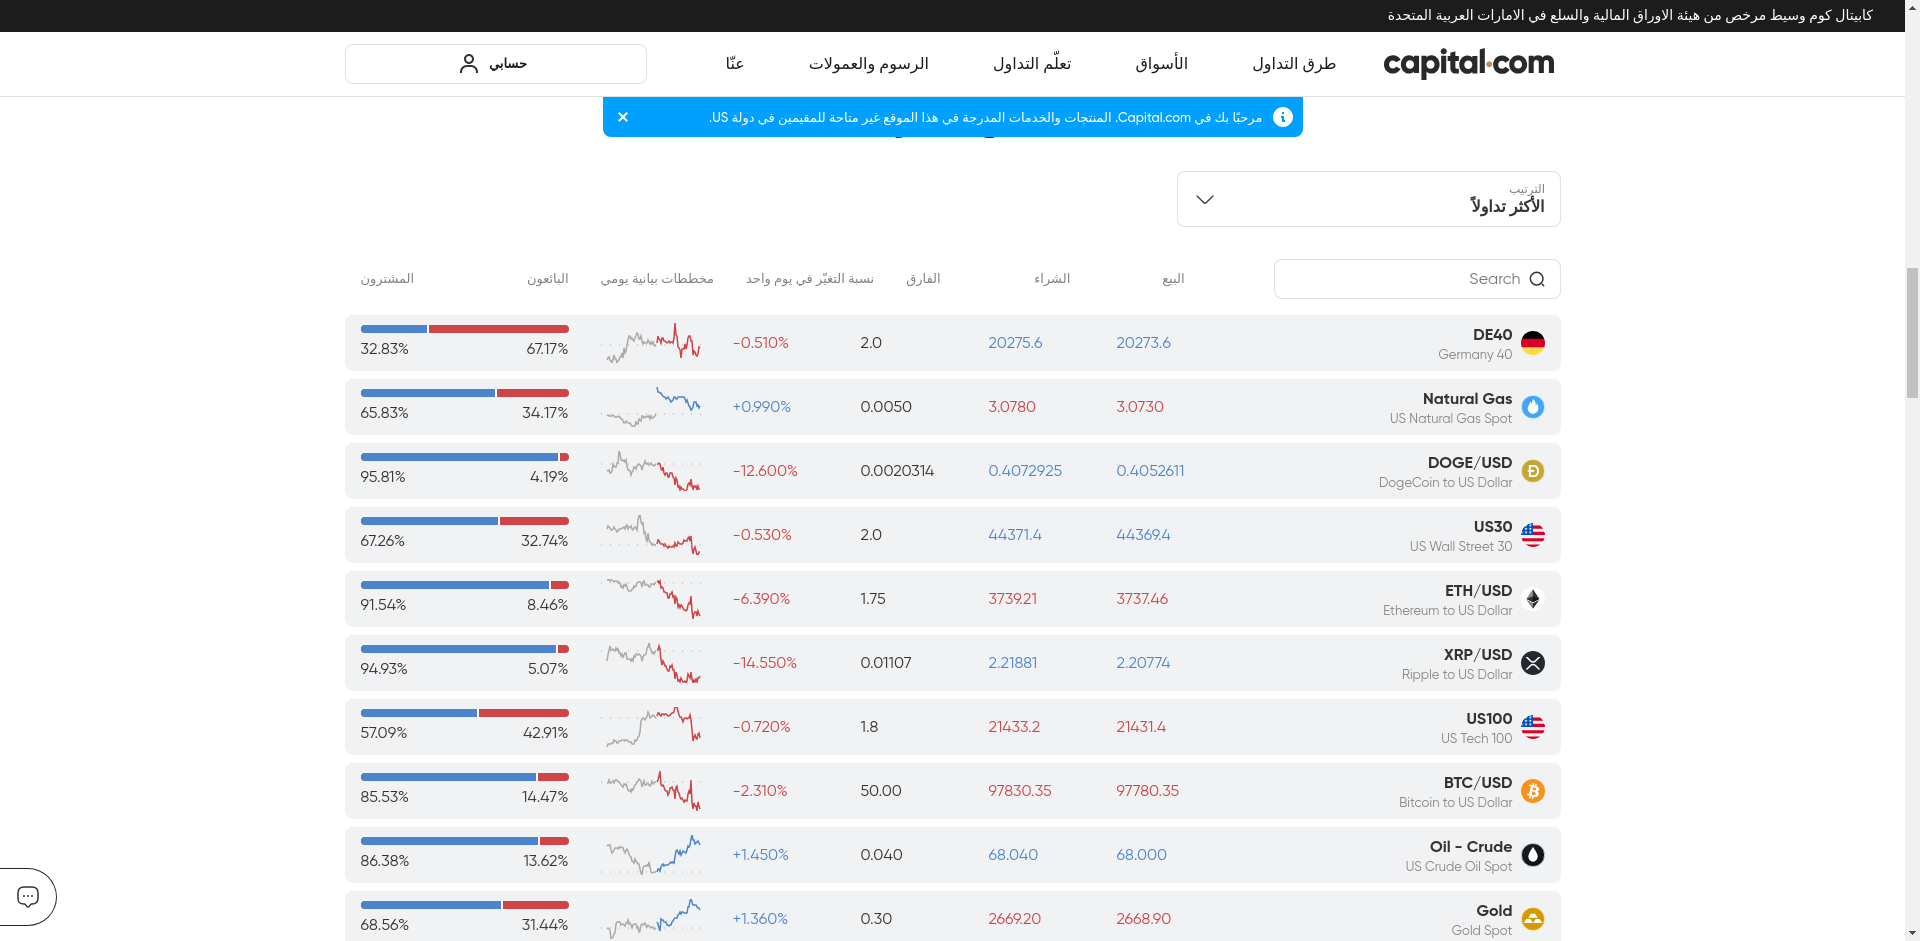 كابيتال كوم وسيط مرخص من هيئة الاوراق المالية والسلع في الامارات العربية المتحدة
capital.com
طرق التداول
الأسواق
تعلّم التداول
الرسوم والعمولات
عنّا
حسابي
مرحبًا بك في Capital.com. المنتجات والخدمات المدرجة في هذا الموقع غير متاحة للمقيمين في دولة US.
الترتيب
الأكثر تداولاً
Search
البيع
الشراء
الفارق
نسبة التغيّر في يوم واحد
مخططات بيانية يومي
البائعون
المشترون
DE40
Germany 40
20273.6
20275.6
2.0
-0.510%
67.17%
32.83%
Natural Gas
US Natural Gas Spot
3.0730
3.0780
0.0050
+0.990%
34.17%
65.83%
DOGE/USD
DogeCoin to US Dollar
0.4052611
0.4072925
0.0020314
-12.600%
4.19%
95.81%
US30
US Wall Street 30
44369.4
44371.4
2.0
-0.530%
32.74%
67.26%
ETH/USD
Ethereum to US Dollar
3737.46
3739.21
1.75
-6.390%
8.46%
91.54%
XRP/USD
Ripple to US Dollar
2.20774
2.21881
0.01107
-14.550%
5.07%
94.93%
US100
US Tech 100
21431.4
21433.2
1.8
-0.720%
42.91%
57.09%
BTC/USD
Bitcoin to US Dollar
97780.35
97830.35
50.00
-2.310%
14.47%
85.53%
Oil - Crude
US Crude Oil Spot
68.000
68.040
0.040
+1.450%
13.62%
86.38%
Gold
Gold Spot
2668.90
2669.20
0.30
+1.360%
31.44%
68.56%